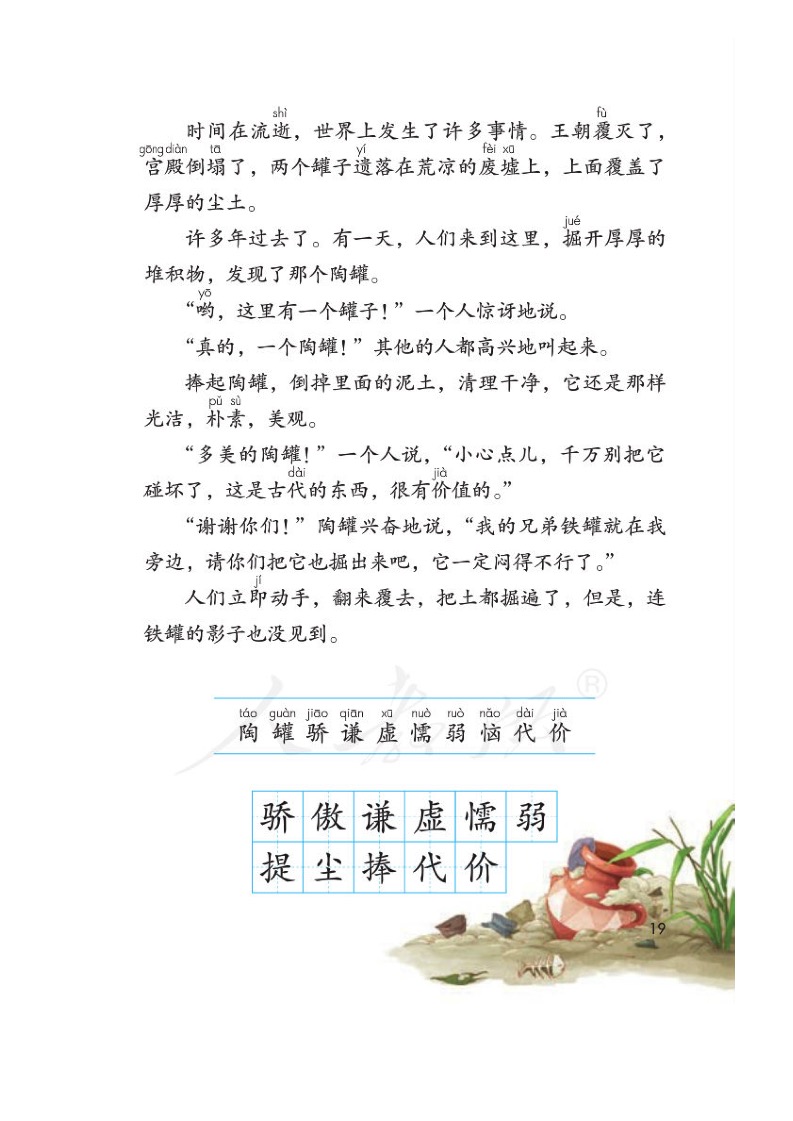 shì fù
时间在流逝，世界上发生了许多事情。王朝覆灭了，
gōng diàn tā yí fèi xū
宫殿倒塌了，两个罐子遗落在荒凉的废墟上，上面覆盖了
厚厚的尘土。
jué
许多年过去了。有一天，人们来到这里，掘开厚厚的
堆积物，发现了那个陶罐。
yō
“哟，这里有一个罐子！”一个人惊讶地说。
“真的，一个陶罐！”其他的人都高兴地叫起来。
捧起陶罐，倒掉里面的泥土，清理干净，它还是那样
pǔ sù
光洁，朴素，美观。
“多美的陶罐！”一个人说，“小心点儿，千万别把它
dài jià
碰坏了，这是古代的东西，很有价值的。”
“谢谢你们！”陶罐兴奋地说，“我的兄弟铁罐就在我
旁边，请你们把它也掘出来吧，它一定闷得不行了。”
jí
人们立即动手，翻来覆去，把土都掘遍了，但是，连
铁罐的影子也没见到。
人教版®
táo guàn jiāo qiān xū nuò ruò nǎo dài jià
陶 罐 骄 谦 虚 懦 弱 恼 代 价
骄 傲 谦 虚 懦 弱
提 尘 捧 代 价
19